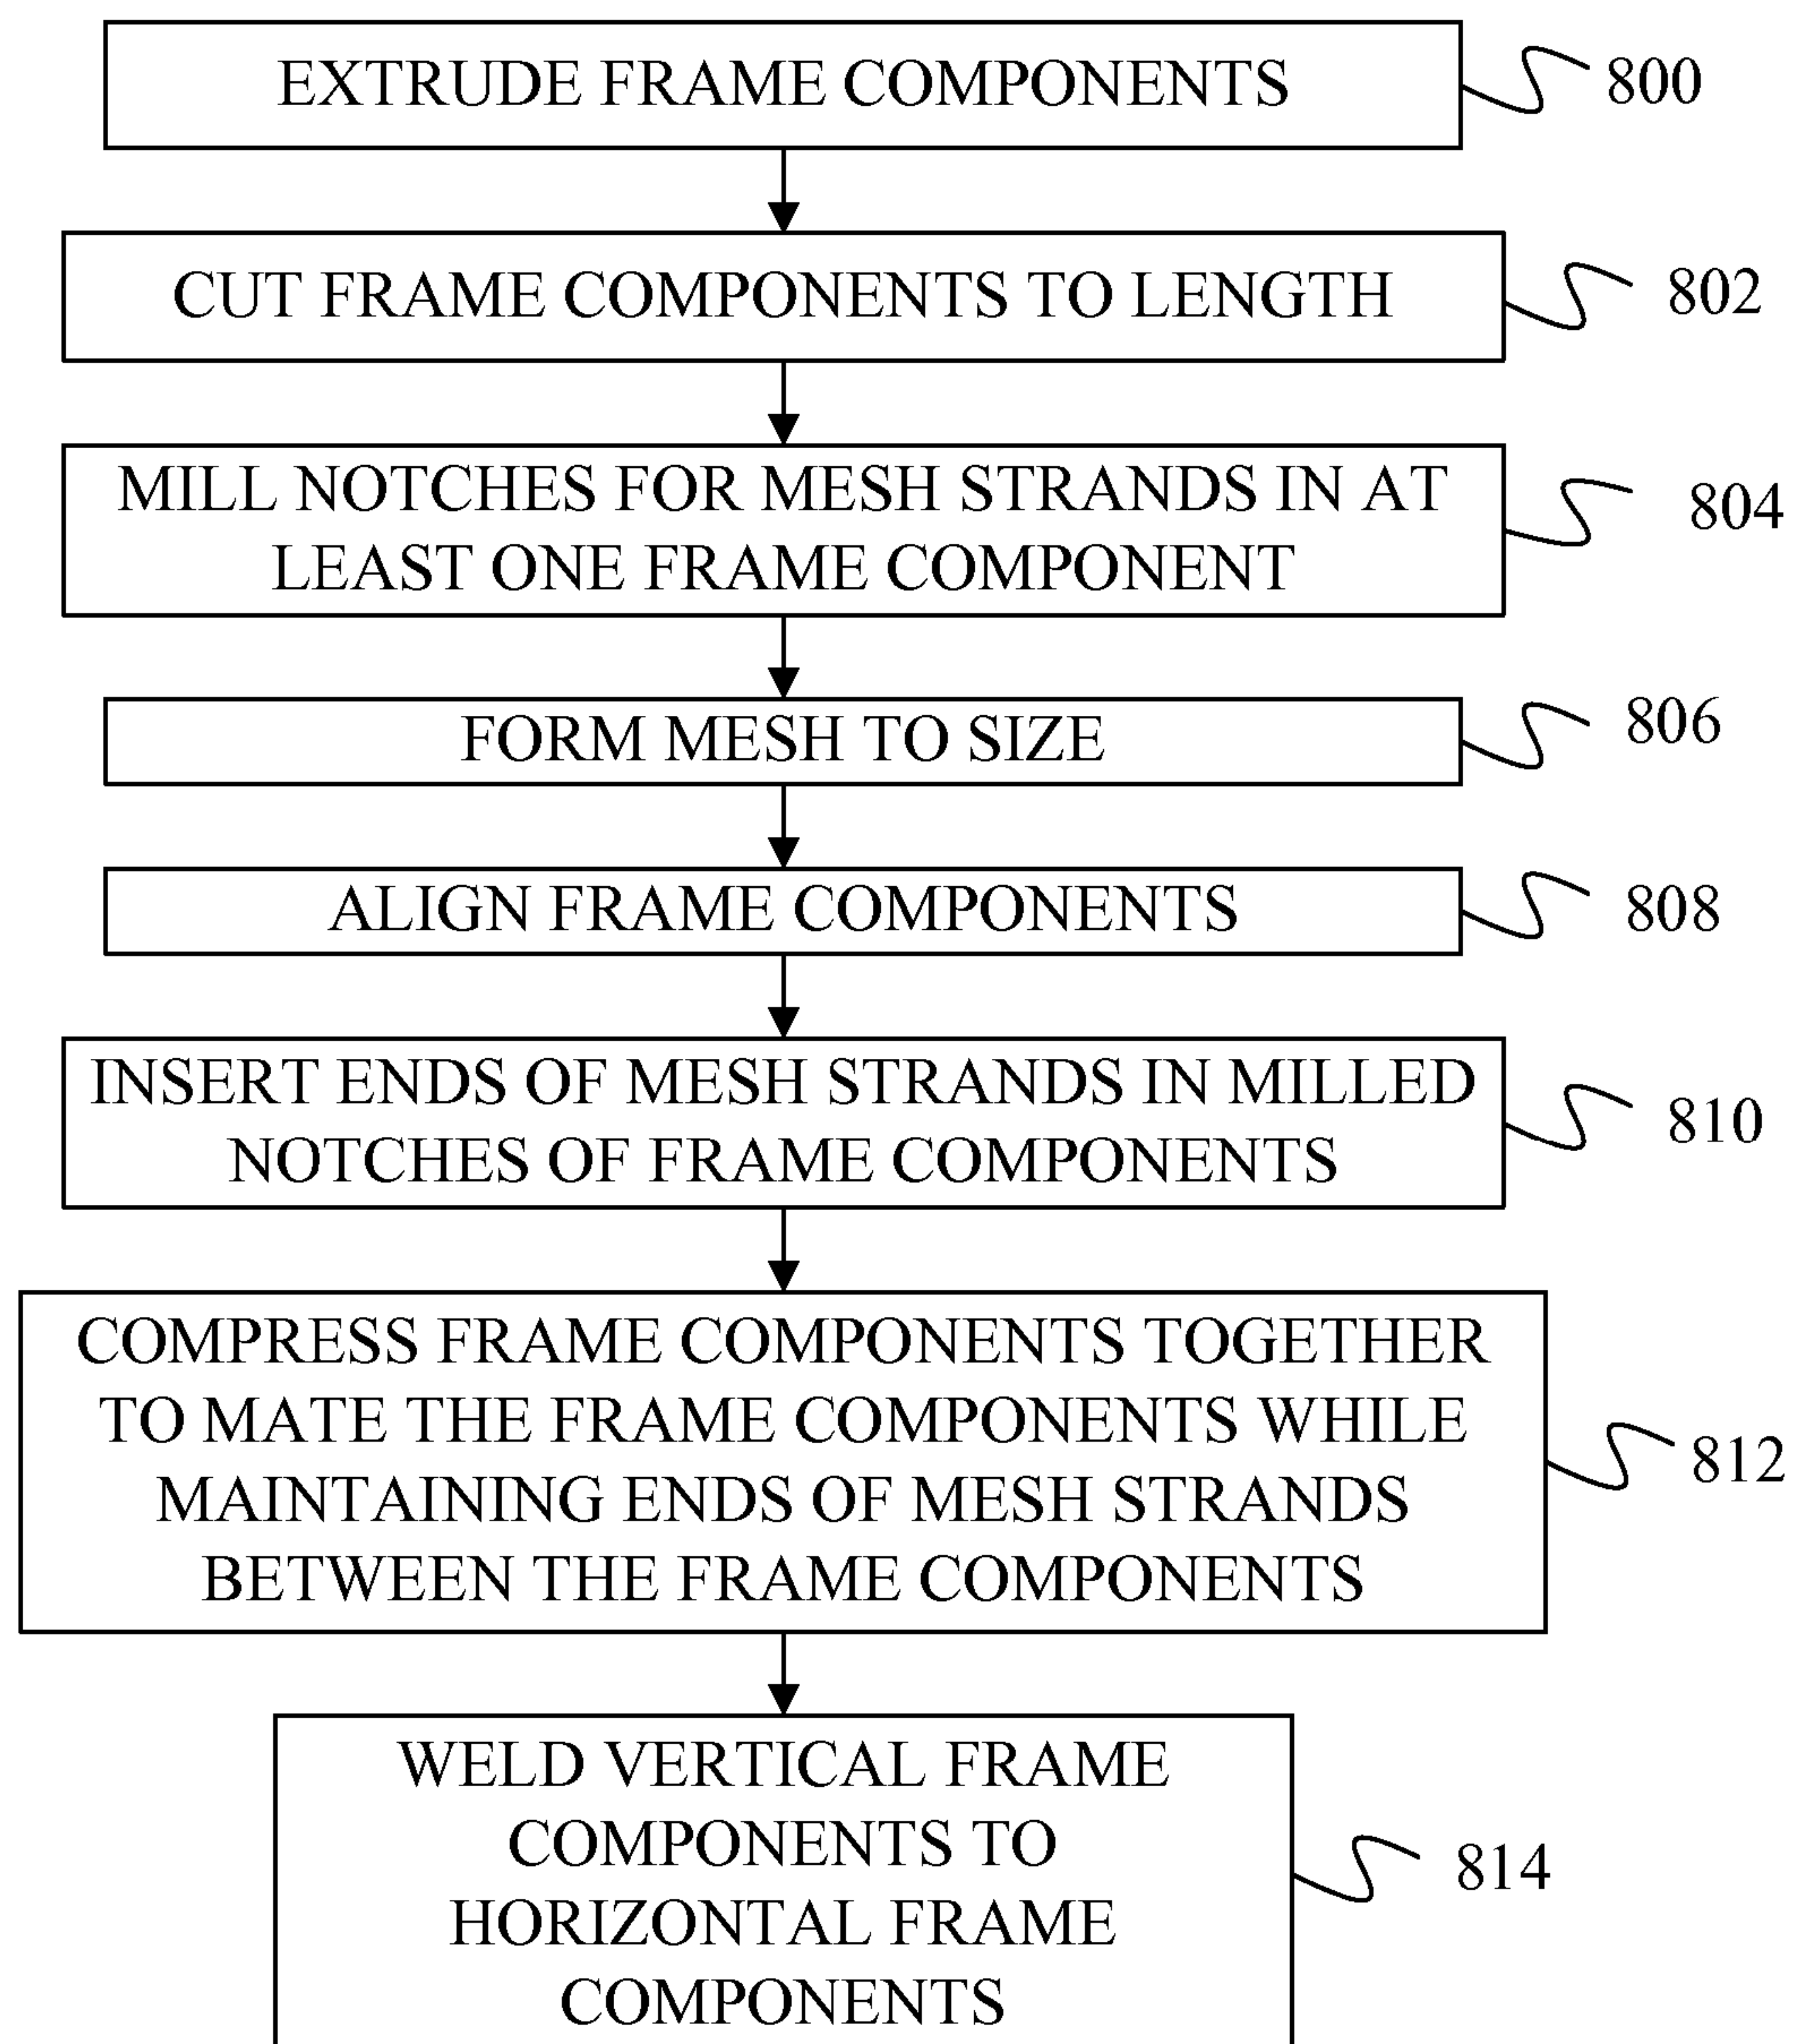 EXTRUDE FRAME COMPONENTS
800
CUT FRAME COMPONENTS TO LENGTH
802
MILL NOTCHES FOR MESH STRANDS IN AT
LEAST ONE FRAME COMPONENT
804
FORM MESH TO SIZE
806
ALIGN FRAME COMPONENTS
808
INSERT ENDS OF MESH STRANDS IN MILLED
NOTCHES OF FRAME COMPONENTS
810
COMPRESS FRAME COMPONENTS TOGETHER
TO MATE THE FRAME COMPONENTS WHILE
MAINTAINING ENDS OF MESH STRANDS
BETWEEN THE FRAME COMPONENTS
812
WELD VERTICAL FRAME
COMPONENTS TO
HORIZONTAL FRAME
COMPONENTS
814